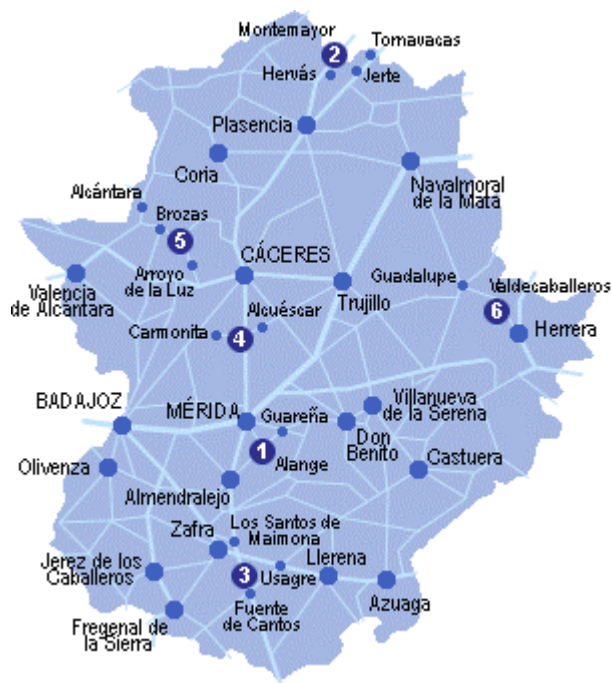 Montemayor
Tornavacas
2
Hervás
Jerte
Plasencia
Coria
Navalmoral
de la Mata
Alcántara
Brozas
5
CÁCERES
Arroyo
de la Luz
Valencia
de Alcántara
Guadalupe
Valdecaballeros
Trujillo
6
Herrera
Alcuéscar
Carmonita
4
BADAJOZ
MÉRIDA
Guareña
Villanueva
de la Serena
Don
Benito
1
Alange
Castuera
Olivenza
Almendralejo
Zafra
Los Santos de
Maimona
Llerena
3
Usagre
Jerez de los
Caballeros
Azuaga
Fuente
de Cantos
Fregenal de
la Sierra